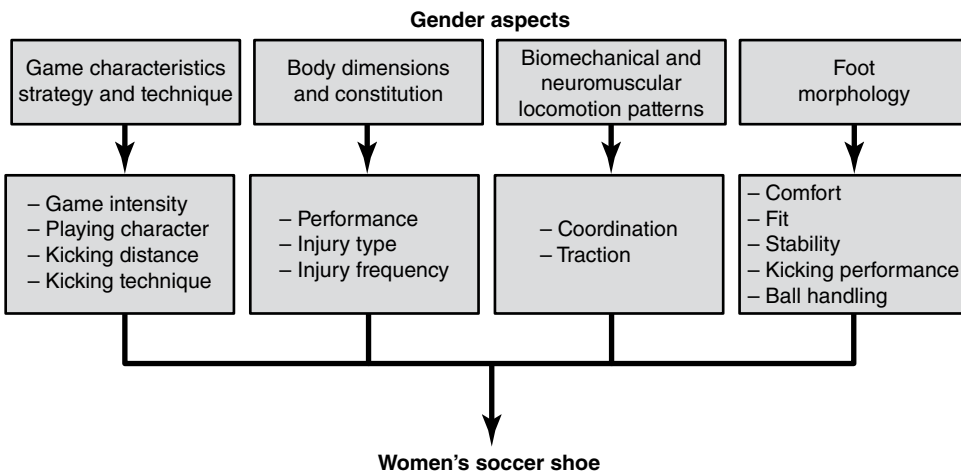 Gender aspects
Game characteristics
strategy and technique
Body dimensions
and constitution
Biomechanical and
neuromuscular
locomotion patterns
Foot
morphology
– Game intensity
– Playing character
– Kicking distance
– Kicking technique
– Performance
– Injury type
– Injury frequency
– Coordination
– Traction
– Comfort
– Fit
– Stability
– Kicking performance
– Ball handling
Women’s soccer shoe